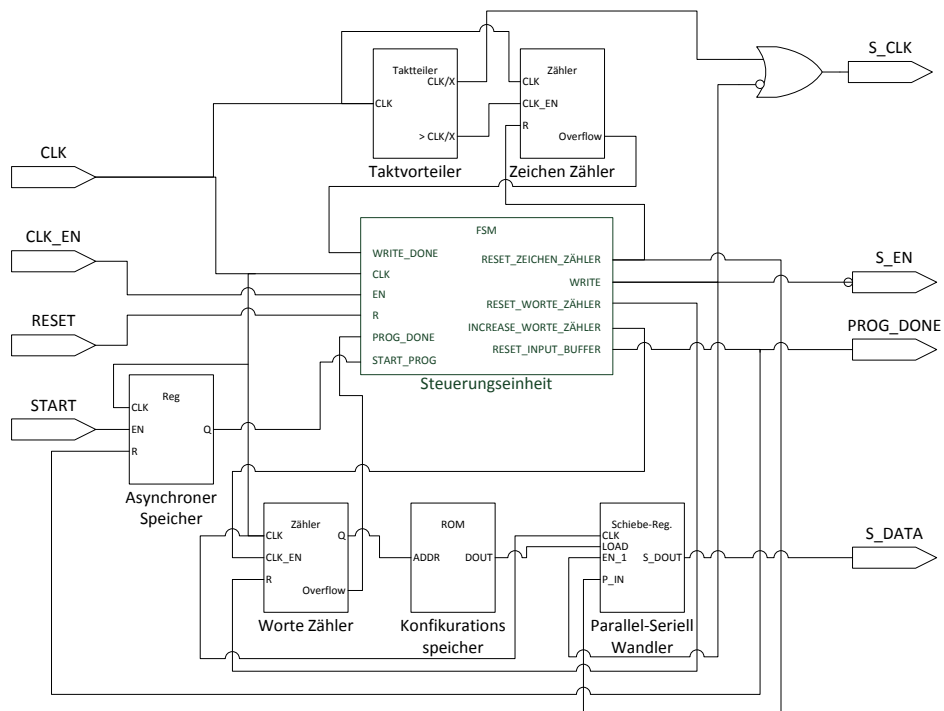 S_CLK
Taktteiler
CLK/X
CLK
> CLK/X
Taktvorteiler
Zähler
CLK
CLK_EN
R
Overflow
Zeichen Zähler
CLK
CLK_EN
RESET
START
FSM
WRITE_DONE
CLK
EN
R
PROG_DONE
START_PROG
RESET_ZEICHEN_ZÄHLER
WRITE
RESET_WORTE_ZÄHLER
INCREASE_WORTE_ZÄHLER
RESET_INPUT_BUFFER
Steuerungseinheit
S_EN
PROG_DONE
Reg
CLK
EN
R
Q
Asynchroner
Speicher
Zähler
CLK
CLK_EN
R
Q
Overflow
Worte Zähler
ROM
ADDR
DOUT
Konfikurations
speicher
Schiebe-Reg.
CLK
LOAD
EN_1
P_IN
S_DOUT
Parallel-Seriell
Wandler
S_DATA